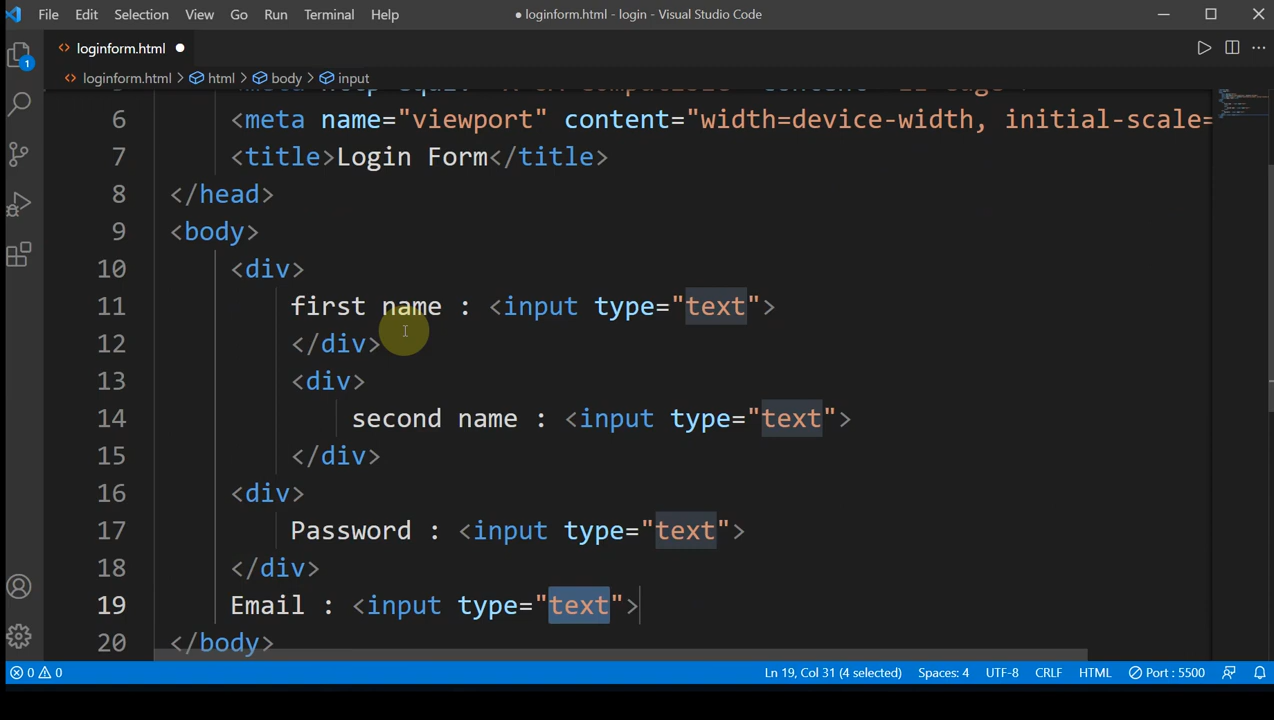 File Edit Selection View Go Run Terminal Help ● loginform.html - login - Visual Studio Code
<> loginform.html ●
1
<> loginform.html > html > body > input
6 <meta name="viewport" content="width=device-width, initial-scale=
7 <title>Login Form</title>
8 </head>
9 <body>
10 <div>
11 first name : <input type="text">
12 </div>
13 <div>
14 second name : <input type="text">
15 </div>
16 <div>
17 Password : <input type="text">
18 </div>
19 Email : <input type="text">
20 </body>
0 0 Ln 19, Col 31 (4 selected) Spaces: 4 UTF-8 CRLF HTML Port : 5500